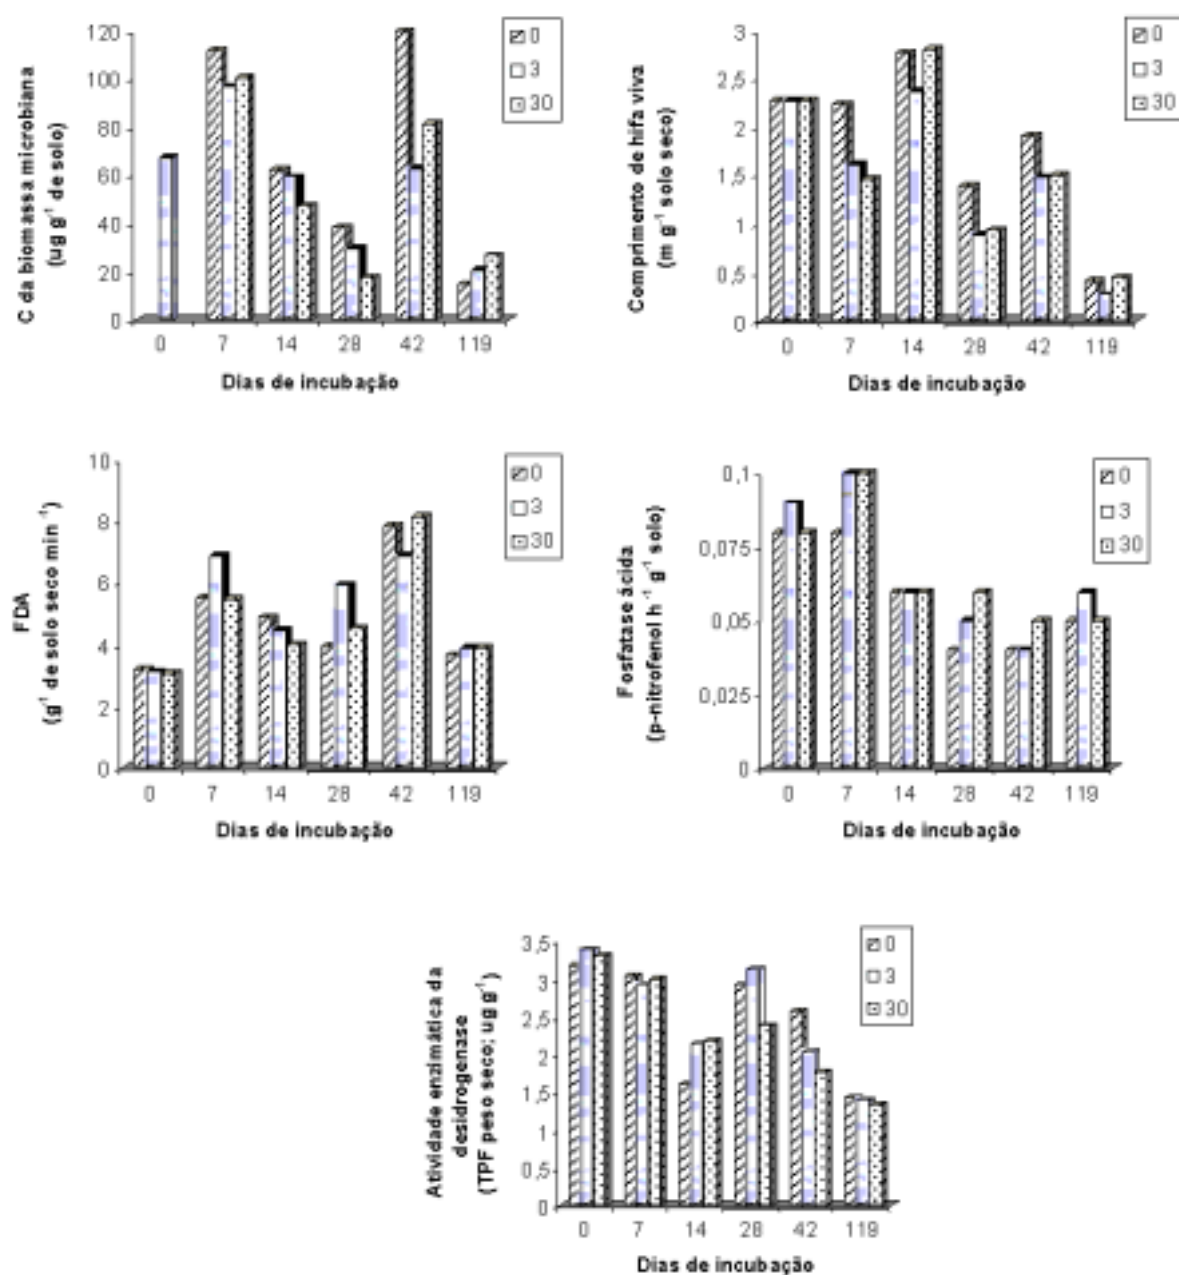 C da biomassa microbiana
(ug g⁻¹ de solo)
120
100
80
60
40
20
0
0 7 14 28 42 119
Dias de incubação
0
3
30
Comprimento de hifa viva
(m g⁻¹ solo seco)
3
2,5
2
1,5
1
0,5
0
0 7 14 28 42 119
Dias de incubação
0
3
30
FDA
(g⁻¹ de solo seco min⁻¹)
10
8
6
4
2
0
0 7 14 28 42 119
Dias de incubação
0
3
30
Fosfatase ácida
(p-nitrofenol h⁻¹ g⁻¹ solo)
0,1
0,075
0,05
0,025
0
0 7 14 28 42 119
Dias de incubação
0
3
30
Atividade enzimática da
desidrogenase
(TPF peso seco; ug g⁻¹)
3,5
3
2,5
2
1,5
1
0,5
0
0 7 14 28 42 119
Dias de incubação
0
3
30